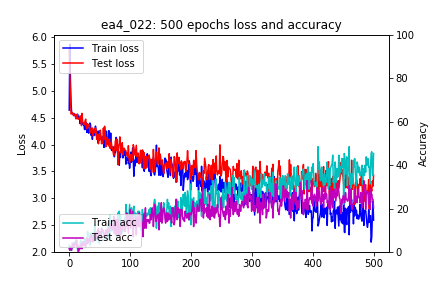 ea4_022: 500 epochs loss and accuracy
Train loss
Test loss
Train acc
Test acc
Loss
6.0
5.5
5.0
4.5
4.0
3.5
3.0
2.5
2.0
Accuracy
100
80
60
40
20
0
0 100 200 300 400 500